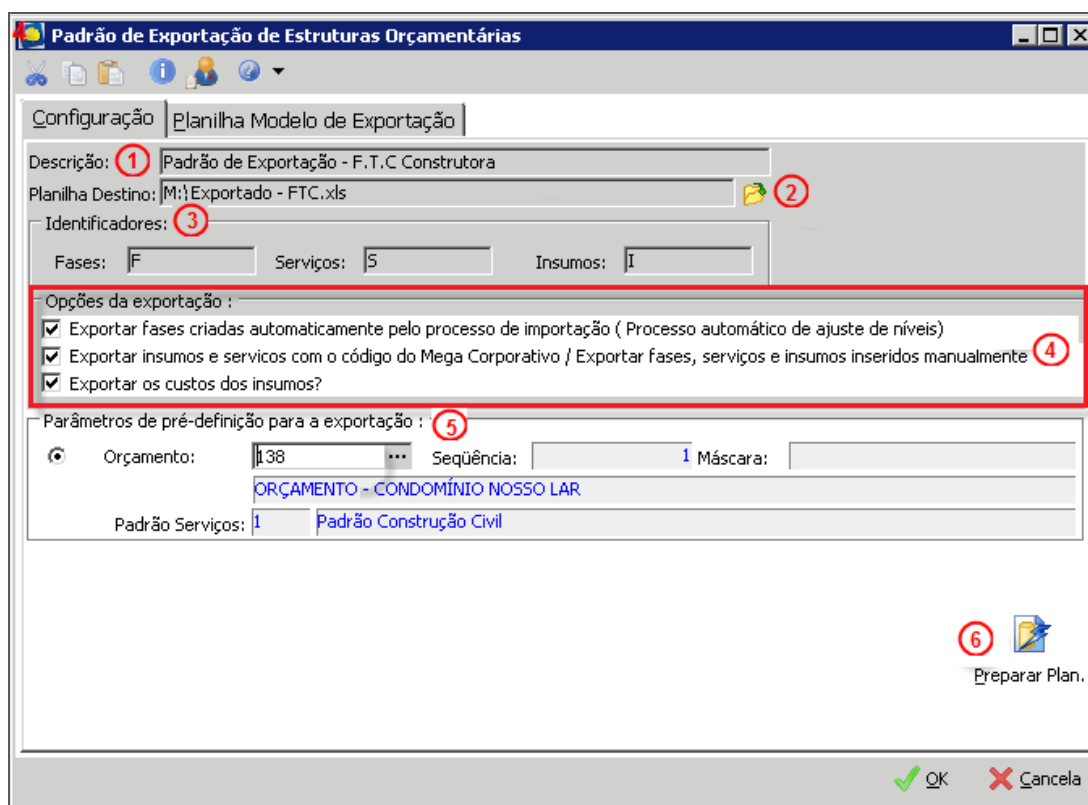 4 Padrão de Exportação de Estruturas Orçamentárias
Configuração Planilha Modelo de Exportação
Descrição: 1 Padrão de Exportação - F.T.C Construtora
Planilha Destino: M:\Exportado - FTC.xls 2
Identificadores: 3
Fases: F Serviços: S Insumos: I
Opções da exportação :
Exportar fases criadas automaticamente pelo processo de importação ( Processo automático de ajuste de níveis)
Exportar insumos e servicos com o código do Mega Corporativo / Exportar fases, serviços e insumos inseridos manualmente 4
Exportar os custos dos insumos?
Parâmetros de pré-definição para a exportação : 5
Orçamento: 138 ... Seqüência: 1 Máscara:
ORÇAMENTO - CONDOMÍNIO NOSSO LAR
Padrão Serviços: 1 Padrão Construção Civil
6
Preparar Plan.
OK Cancela